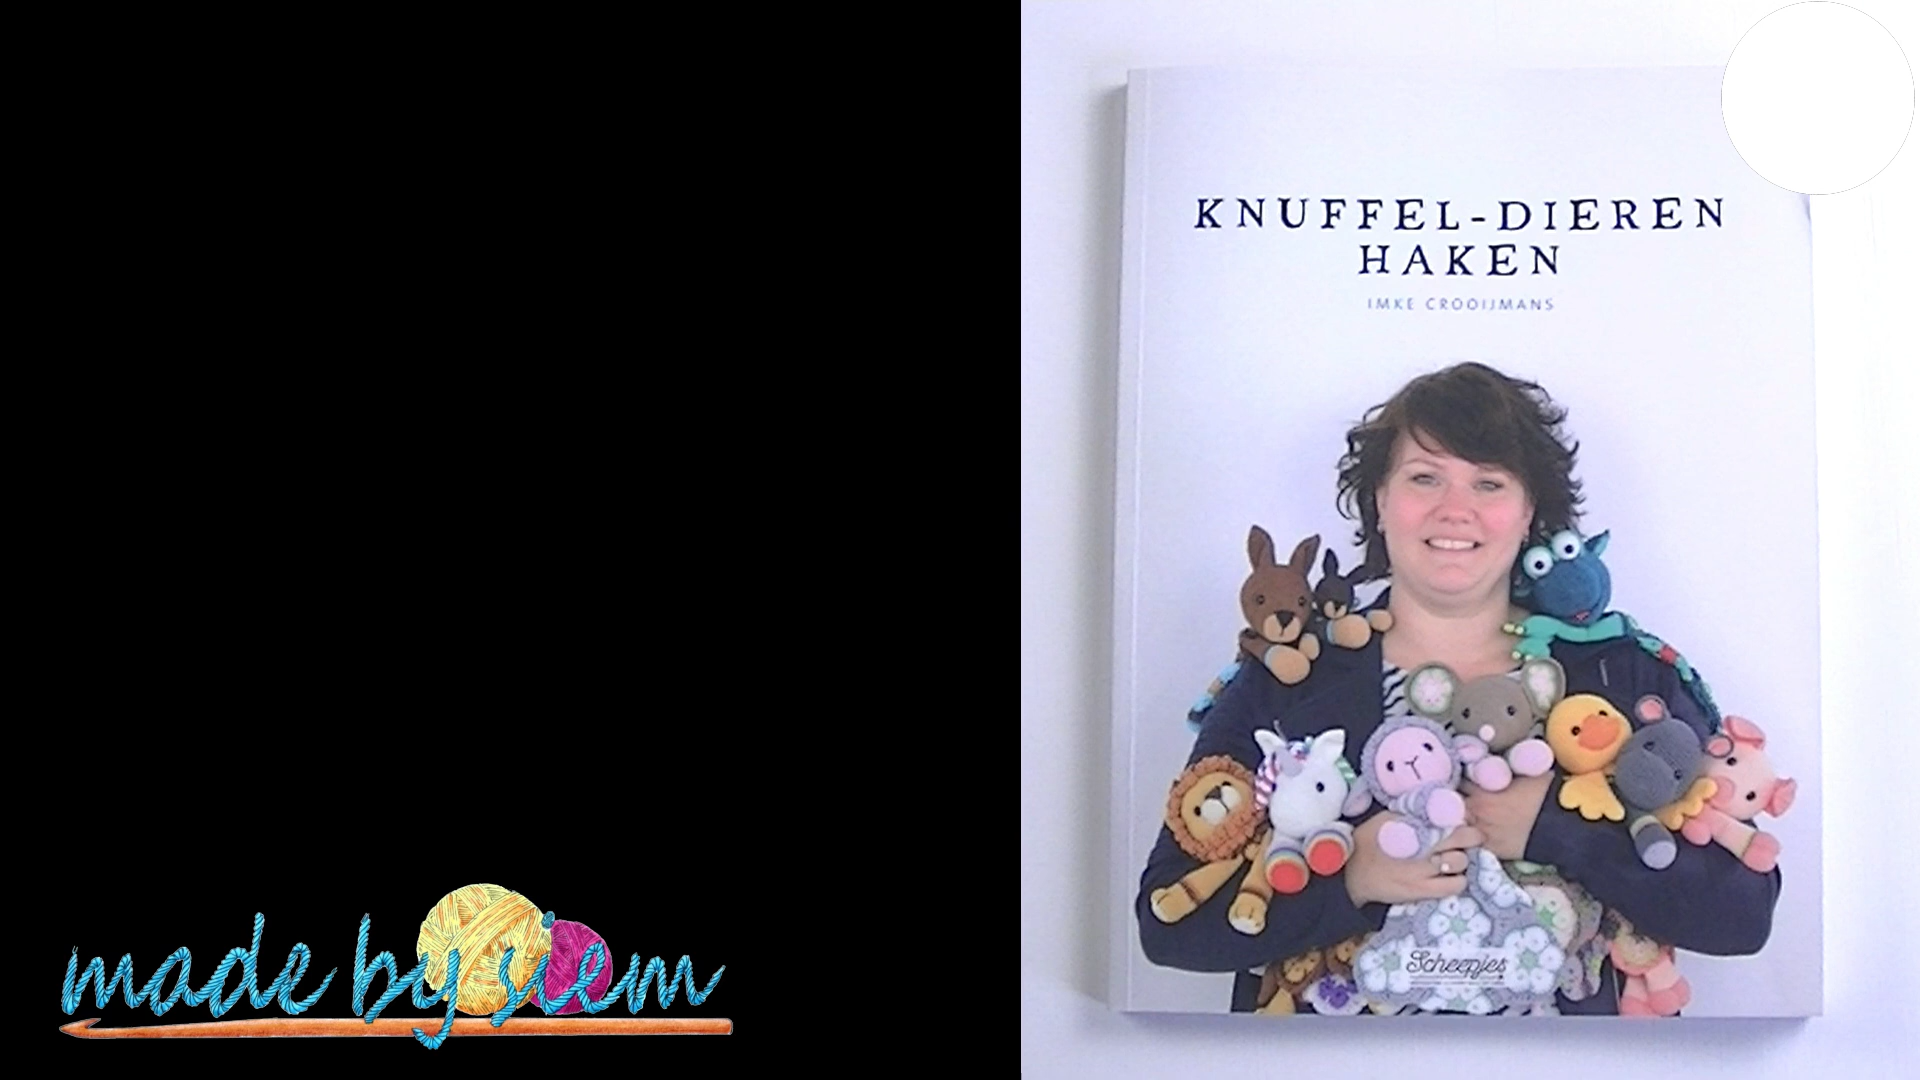 KNUFFEL-DIEREN
HAKEN
IMKE CROOIJMANS
Scheepjes
made by siem